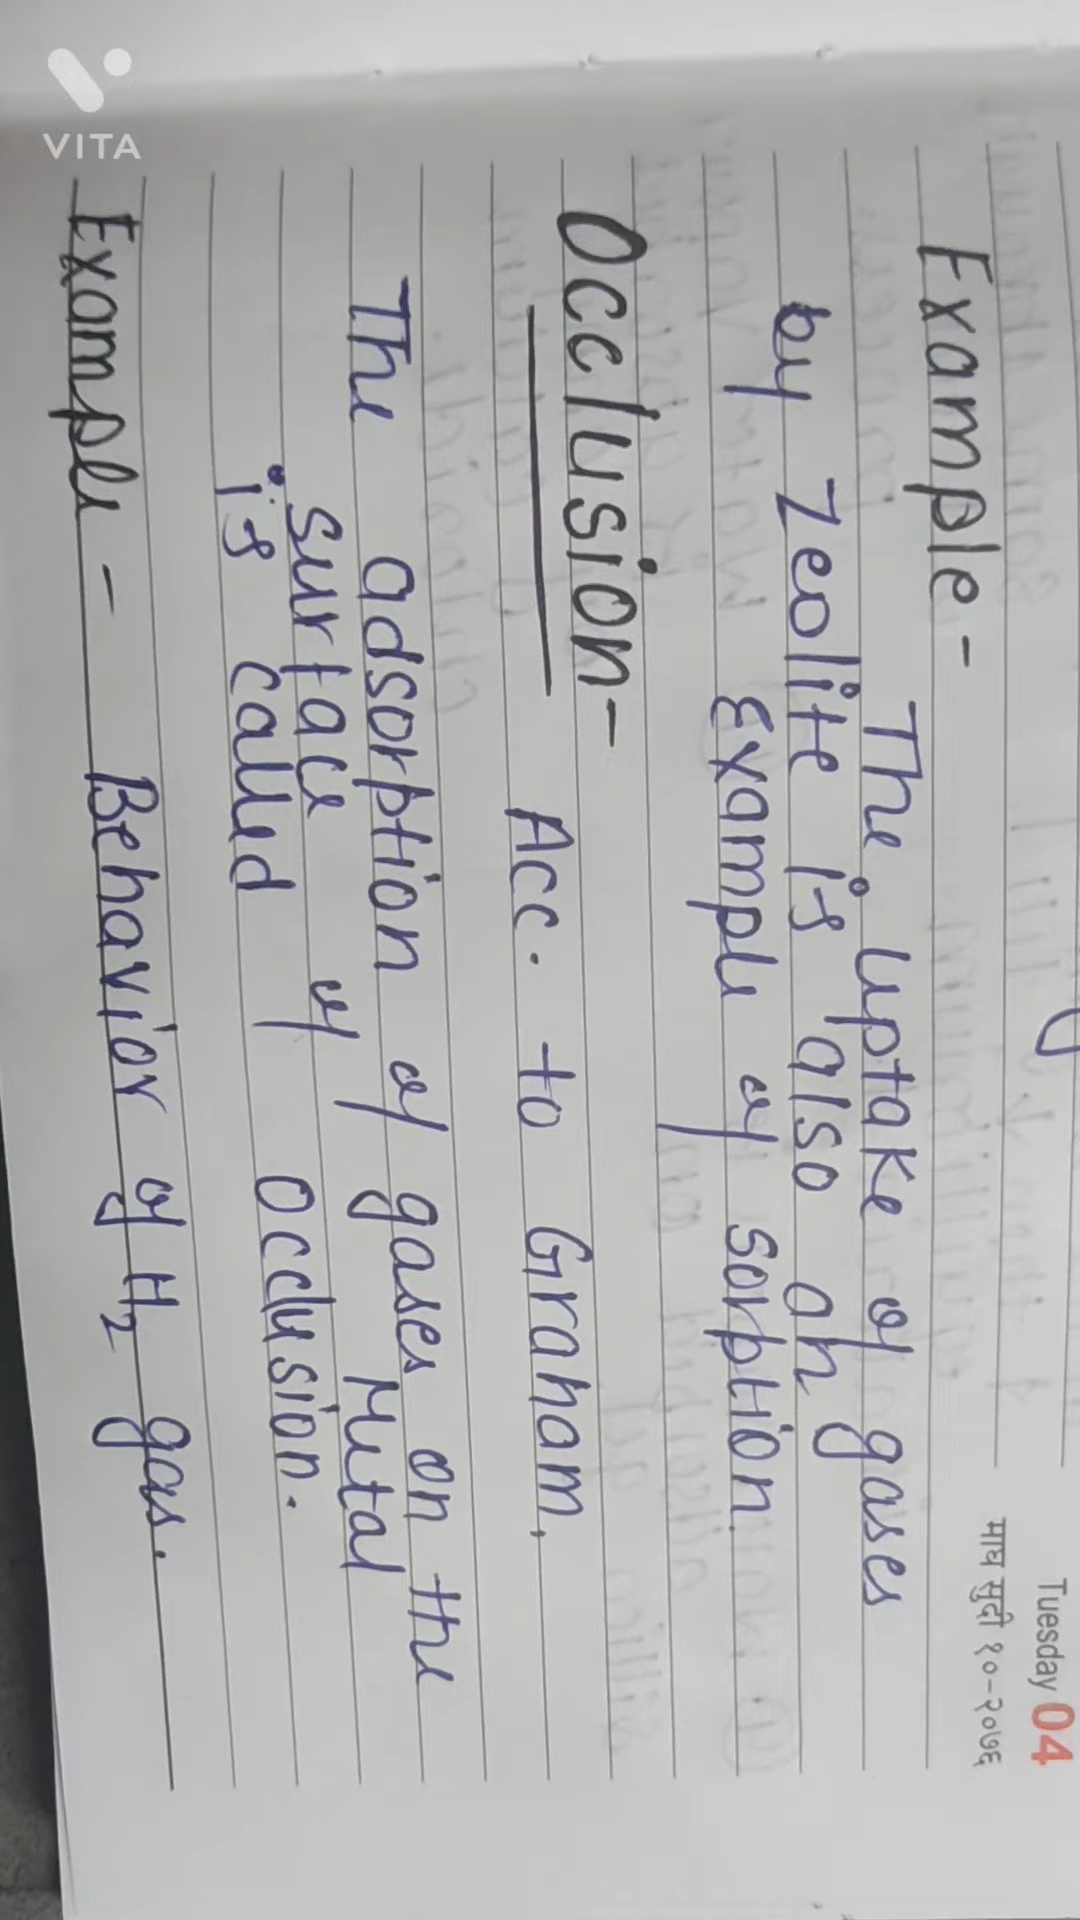 VITA
Tuesday 04
माघ सुदी १०-२०७६
Example-
The uptake of gases
by Zeolite is also an
Example of sorption.
Occlusion-
Acc. to Graham,
The adsorption of gases on the
surface of Metal
is called Occlusion.
Example - Behavior of H₂ gas.